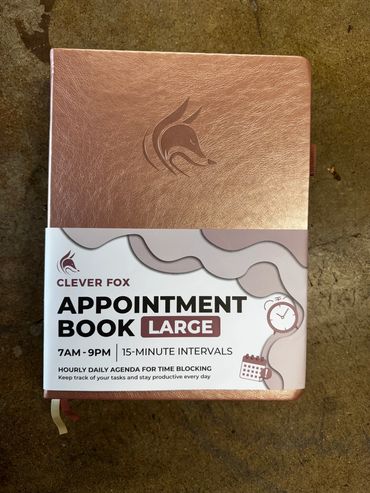 CLEVER FOX
APPOINTMENT
BOOK LARGE
7AM - 9PM | 15-MINUTE INTERVALS
HOURLY DAILY AGENDA FOR TIME BLOCKING
Keep track of your tasks and stay productive every day